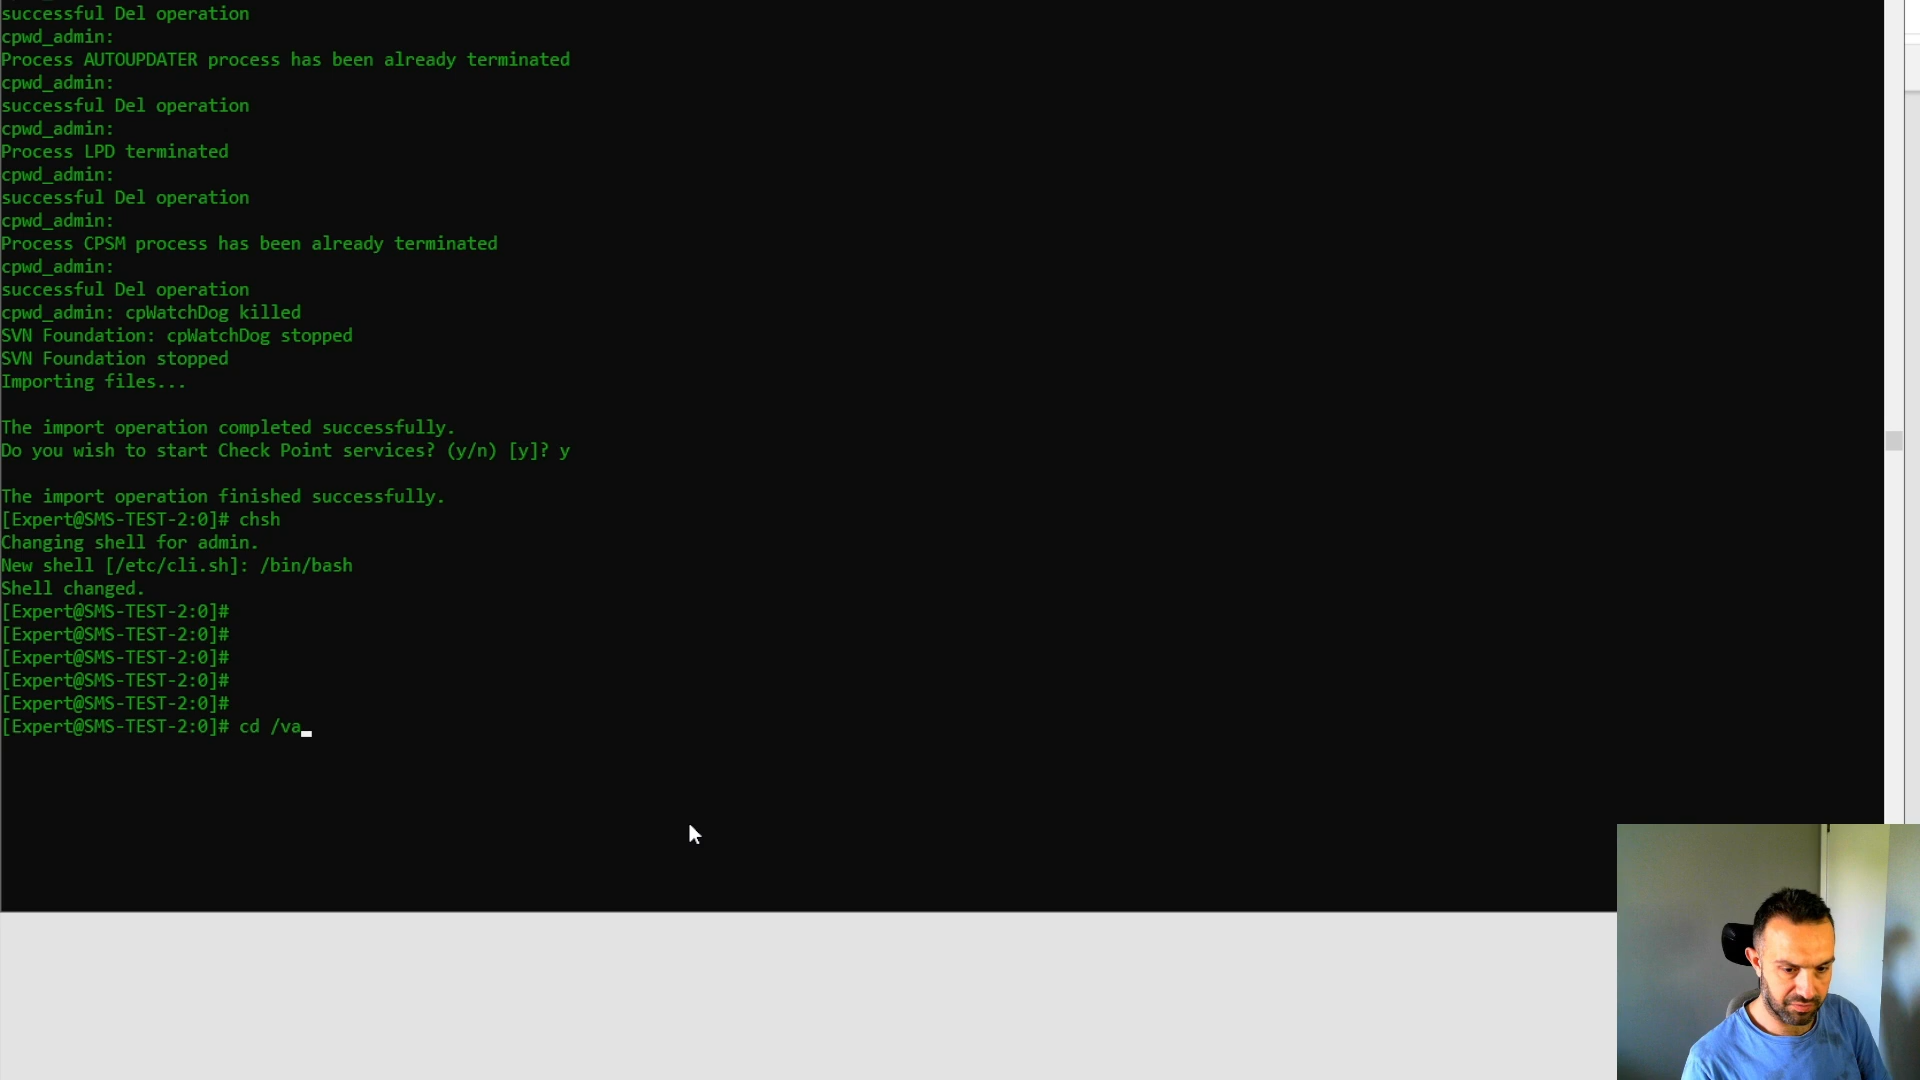 successful Del operation
cpwd_admin:
Process AUTOUPDATER process has been already terminated
cpwd_admin:
successful Del operation
cpwd_admin:
Process LPD terminated
cpwd_admin:
successful Del operation
cpwd_admin:
Process CPSM process has been already terminated
cpwd_admin:
successful Del operation
cpwd_admin: cpWatchDog killed
SVN Foundation: cpWatchDog stopped
SVN Foundation stopped
Importing files...
The import operation completed successfully.
Do you wish to start Check Point services? (y/n) [y]? y
The import operation finished successfully.
[Expert@SMS-TEST-2:0]# chsh
Changing shell for admin.
New shell [/etc/cli.sh]: /bin/bash
Shell changed.
[Expert@SMS-TEST-2:0]#
[Expert@SMS-TEST-2:0]#
[Expert@SMS-TEST-2:0]#
[Expert@SMS-TEST-2:0]#
[Expert@SMS-TEST-2:0]#
[Expert@SMS-TEST-2:0]# cd /va